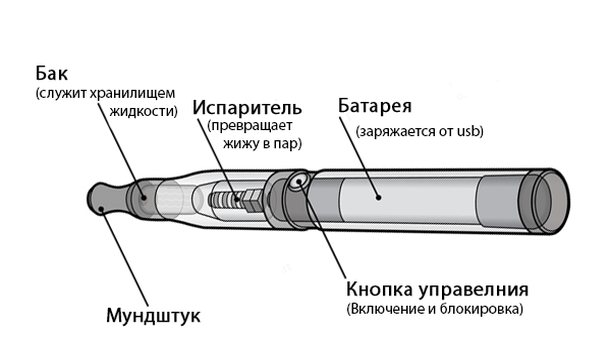 Бак
(служит хранилищем
жидкости)
Испаритель
(превращает
жижу в пар)
Батарея
(заряжается от usb)
Мундштук
Кнопка управелния
(Включение и блокировка)